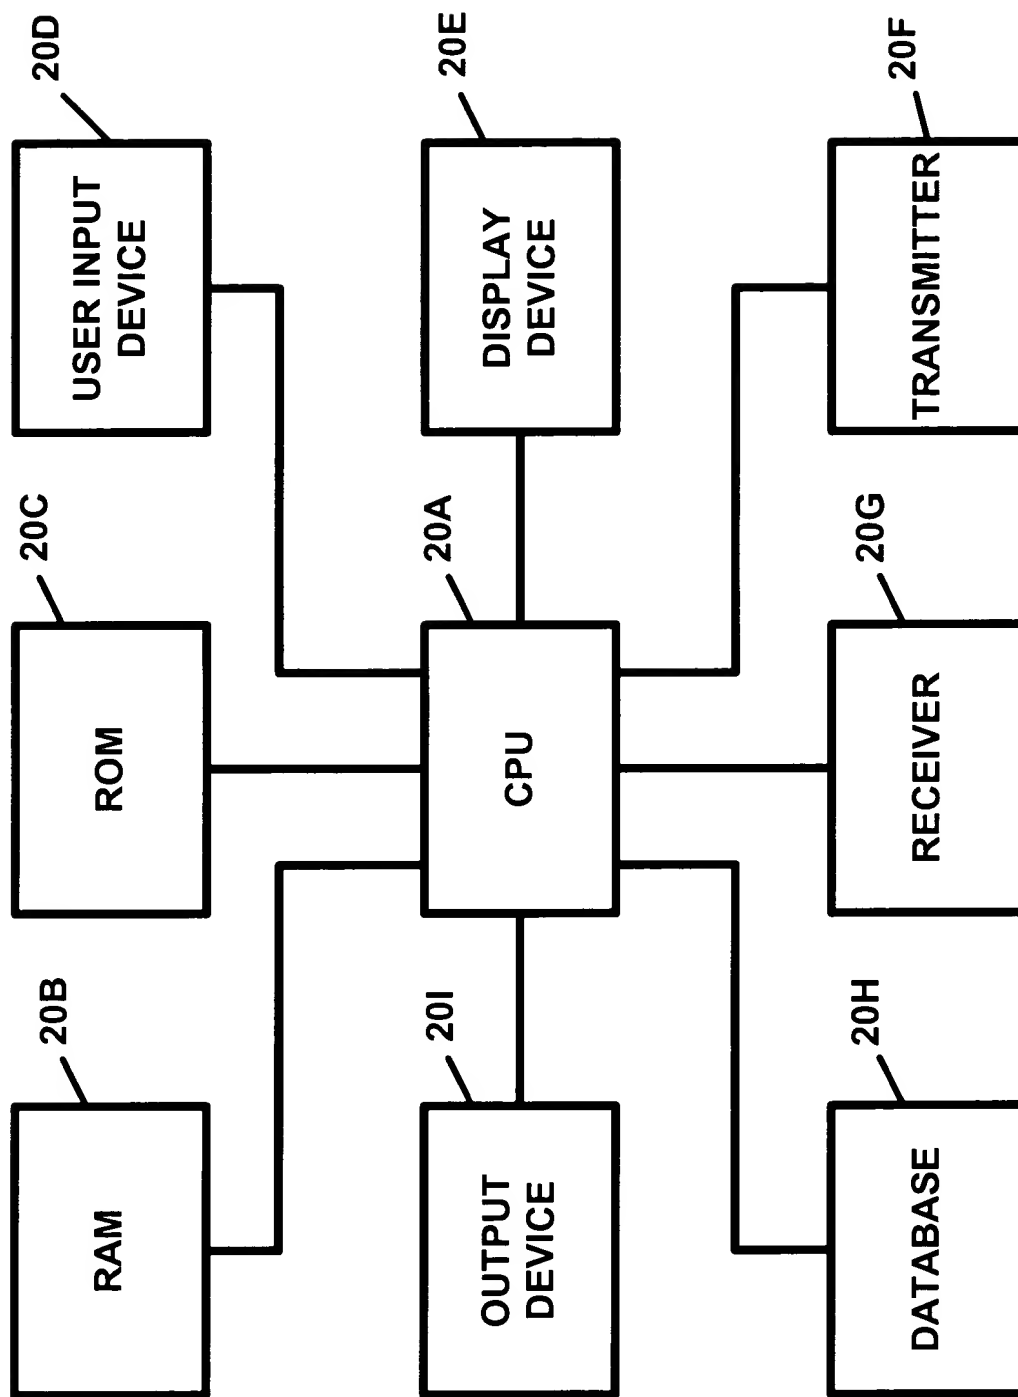 20B
20C
20D
RAM
ROM
USER INPUT
DEVICE
20I
20A
20E
OUTPUT
DEVICE
CPU
DISPLAY
DEVICE
20H
20G
20F
DATABASE
RECEIVER
TRANSMITTER